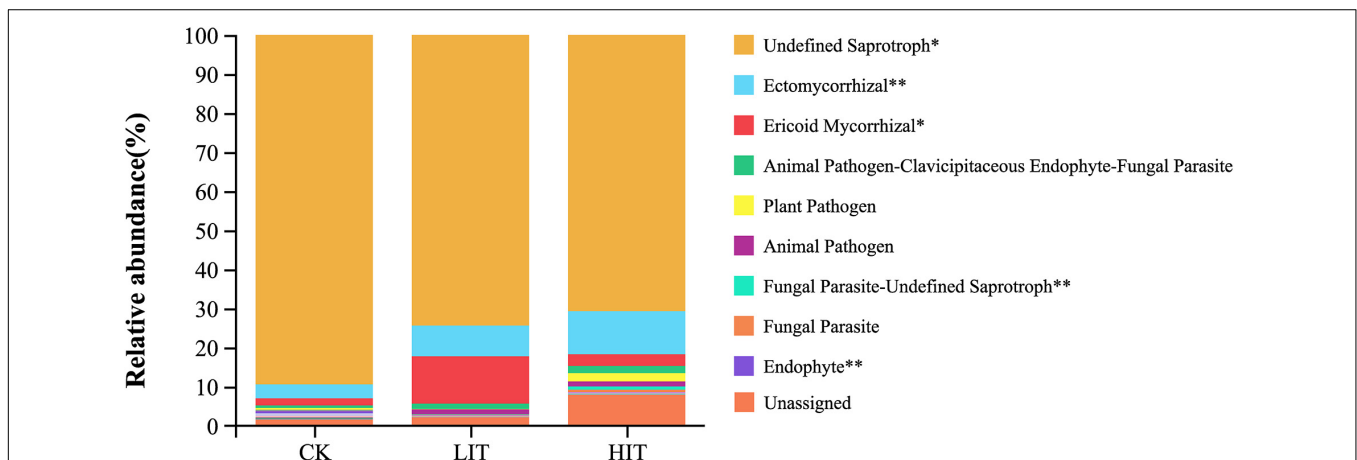 Relative abundance(%)
100
90
80
70
60
50
40
30
20
10
0
CK
LIT
HIT
Undefined Saprotroph*
Ectomycorrhizal**
Ericoid Mycorrhizal*
Animal Pathogen-Clavicipitaceous Endophyte-Fungal Parasite
Plant Pathogen
Animal Pathogen
Fungal Parasite-Undefined Saprotroph**
Fungal Parasite
Endophyte**
Unassigned